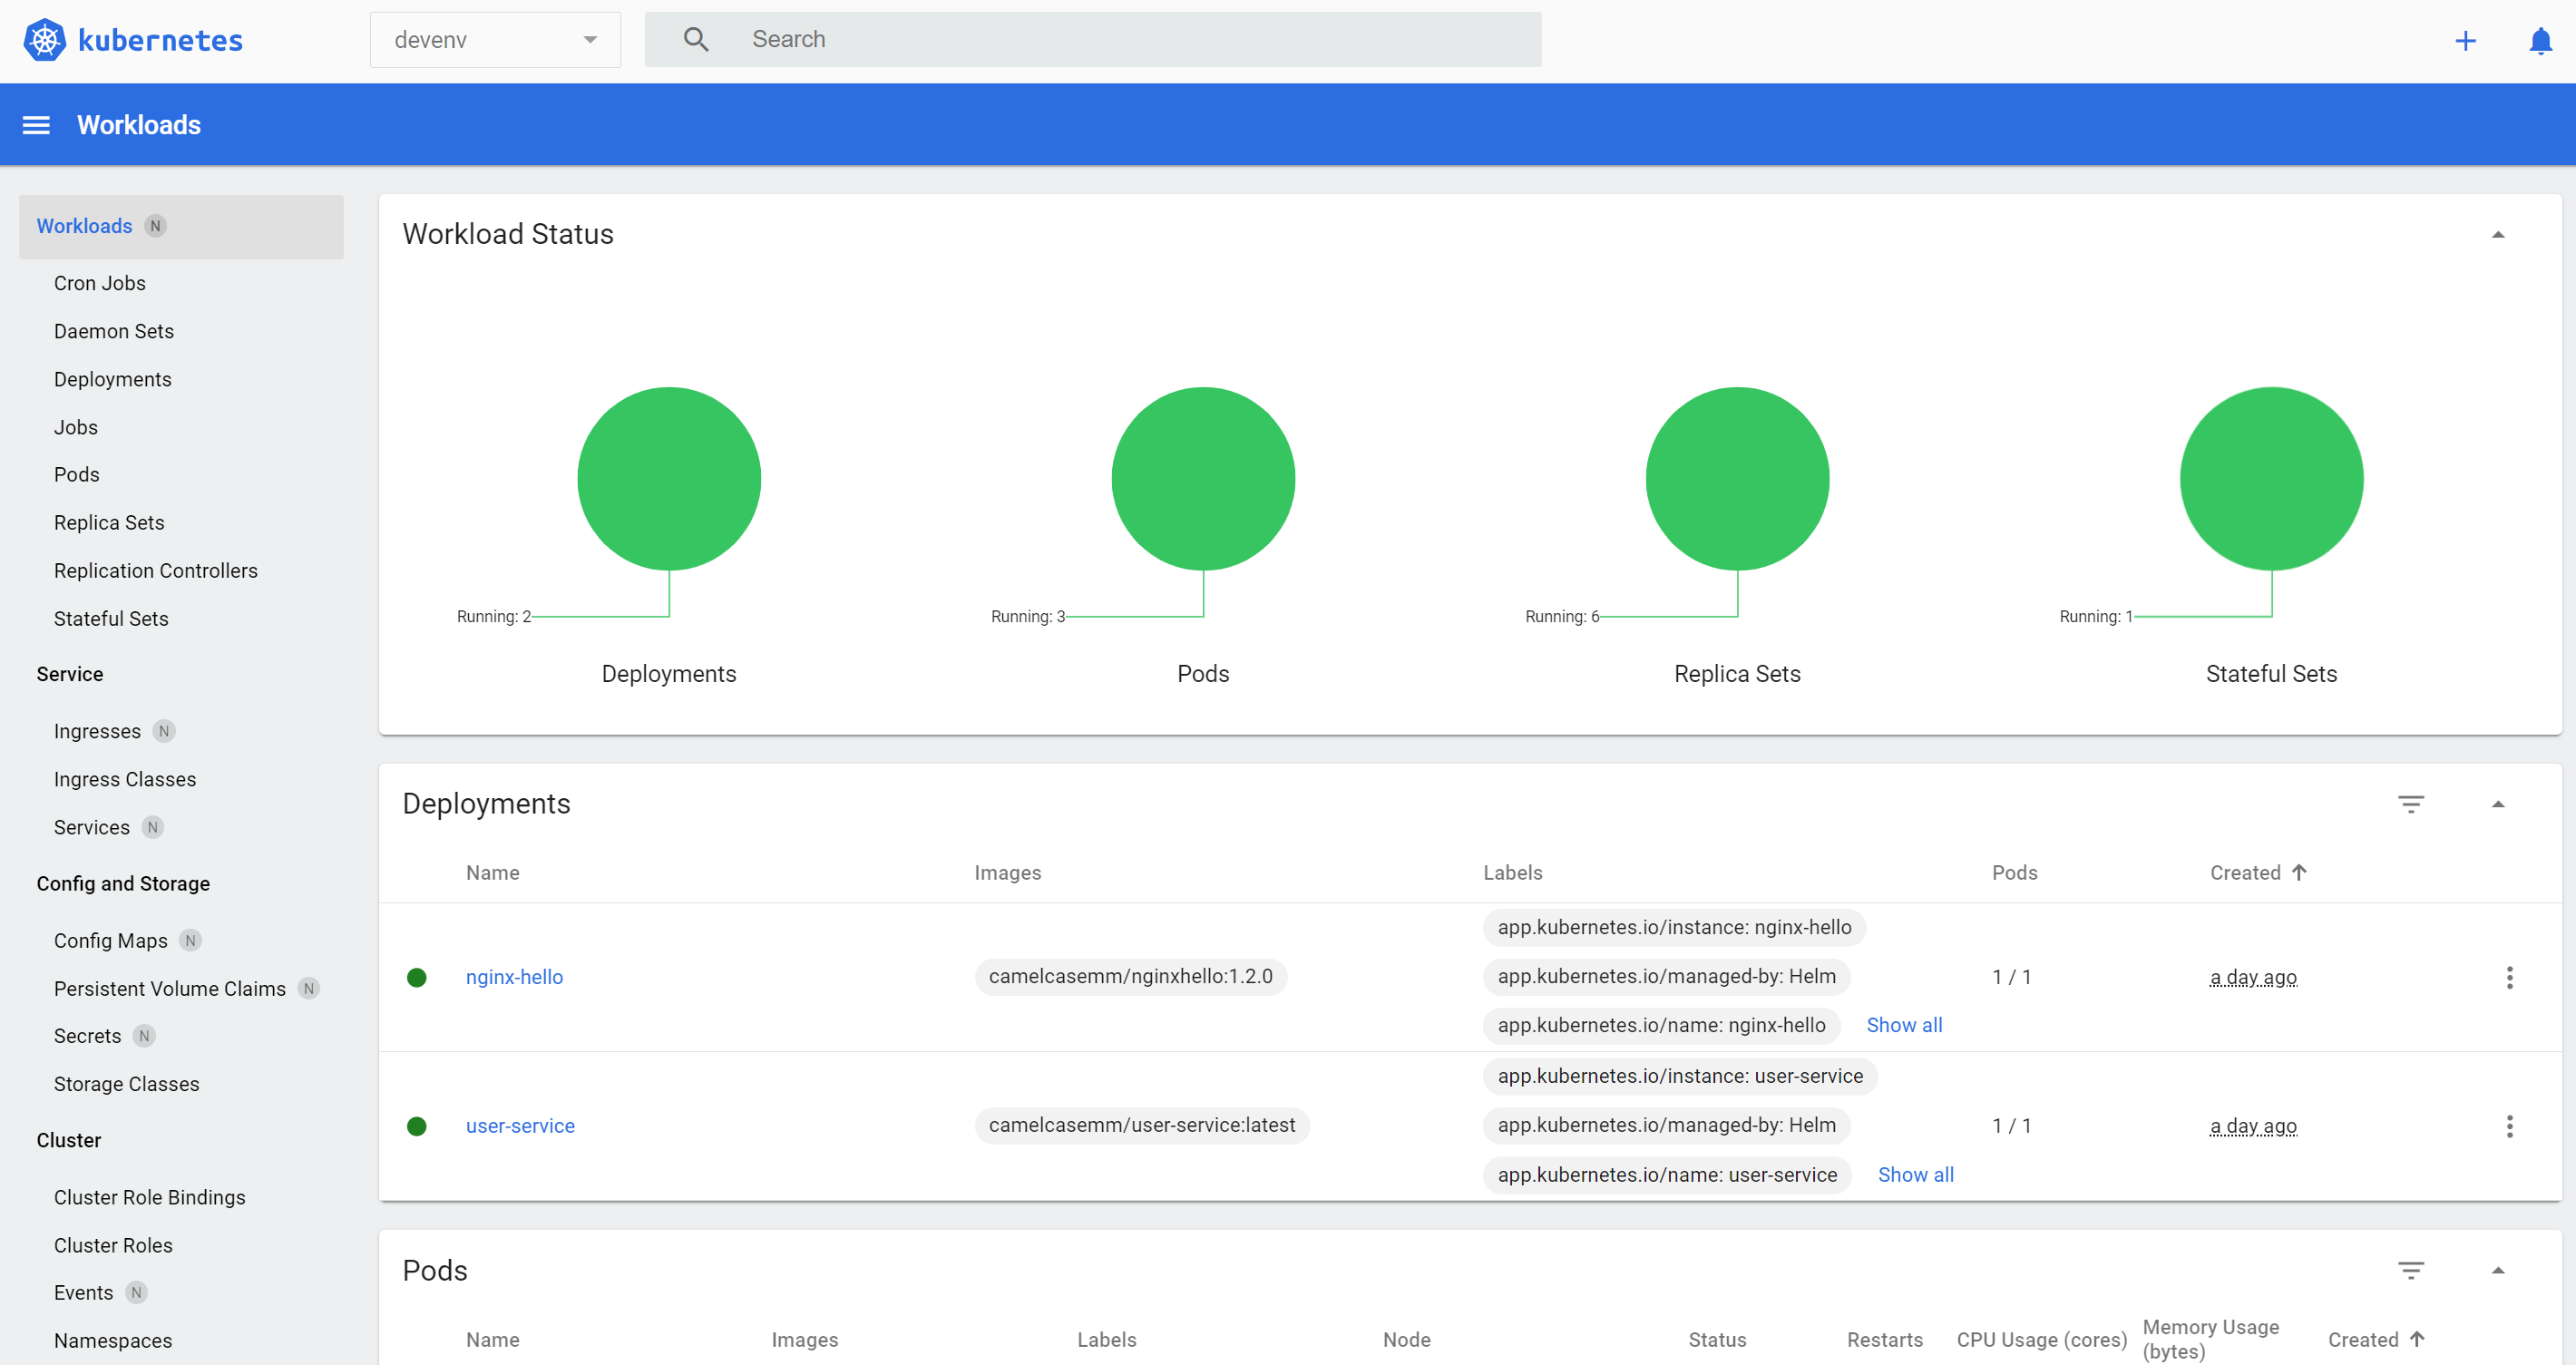 kubernetes
devenv
Search
Workloads
Workloads N
Cron Jobs
Daemon Sets
Deployments
Jobs
Pods
Replica Sets
Replication Controllers
Stateful Sets
Service
Ingresses N
Ingress Classes
Services N
Config and Storage
Config Maps N
Persistent Volume Claims N
Secrets N
Storage Classes
Cluster
Cluster Role Bindings
Cluster Roles
Events N
Namespaces
Workload Status
Running: 2
Running: 3
Running: 6
Running: 1
Deployments
Pods
Replica Sets
Stateful Sets
Deployments
Name Images Labels Pods Created
app.kubernetes.io/instance: nginx-hello
nginx-hello camelcasemm/nginxhello:1.2.0 app.kubernetes.io/managed-by: Helm 1 / 1 a day ago
app.kubernetes.io/name: nginx-hello Show all
app.kubernetes.io/instance: user-service
user-service camelcasemm/user-service:latest app.kubernetes.io/managed-by: Helm 1 / 1 a day ago
app.kubernetes.io/name: user-service Show all
Pods
Name Images Labels Node Status Restarts CPU Usage (cores) Memory Usage (bytes) Created